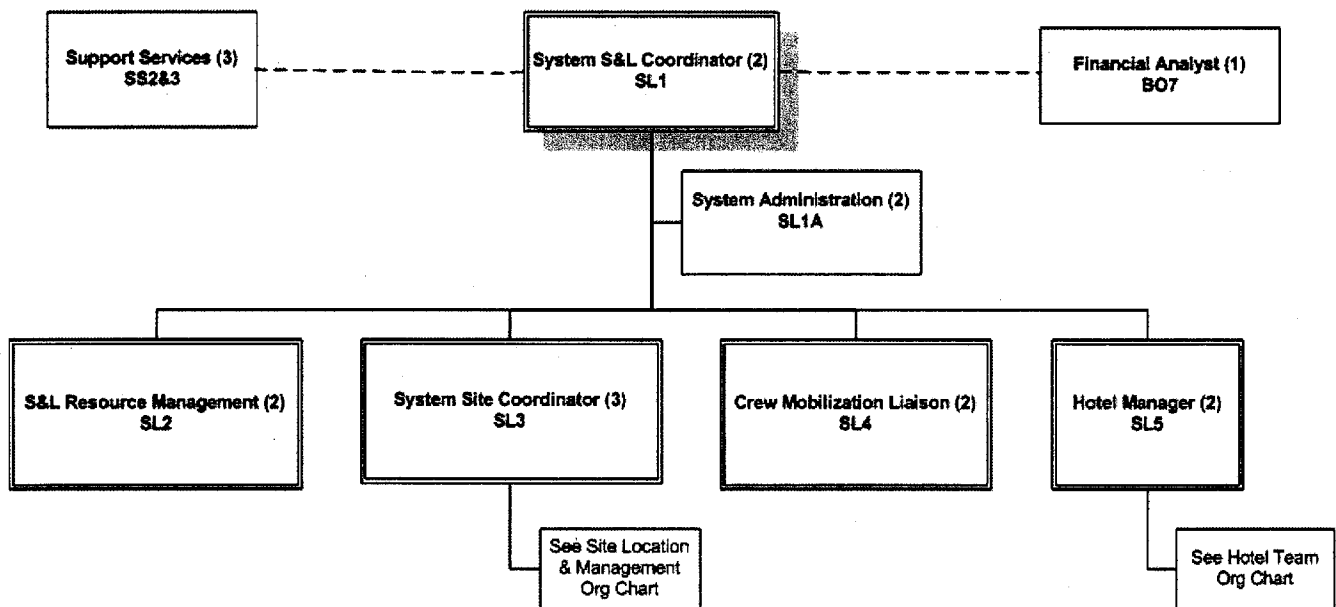 Support Services (3)
SS2&3
System S&L Coordinator (2)
SL1
Financial Analyst (1)
BO7
System Administration (2)
SL1A
S&L Resource Management (2)
SL2
System Site Coordinator (3)
SL3
Crew Mobilization Liaison (2)
SL4
Hotel Manager (2)
SL5
See Site Location
& Management
Org Chart
See Hotel Team
Org Chart